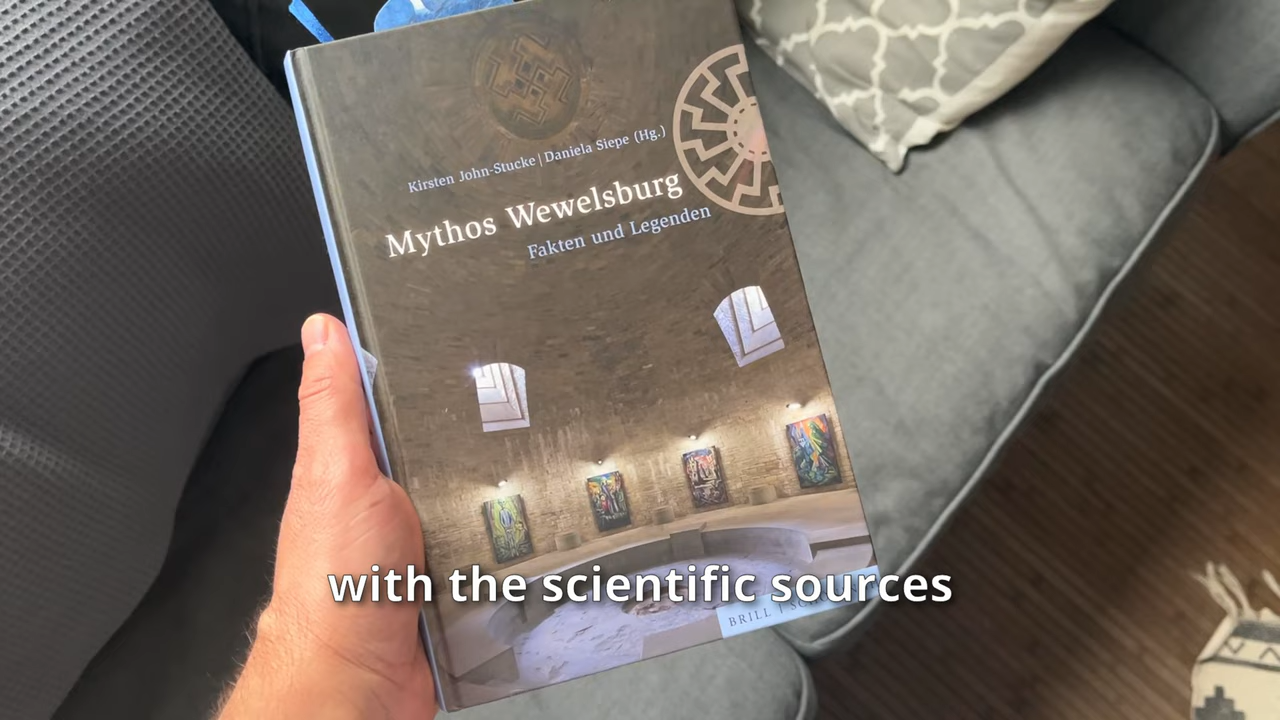 Kirsten John-Stucke | Daniela Siepe (Hg.)
Mythos Wewelsburg
Fakten und Legenden
with the scientific sources
BRILL |